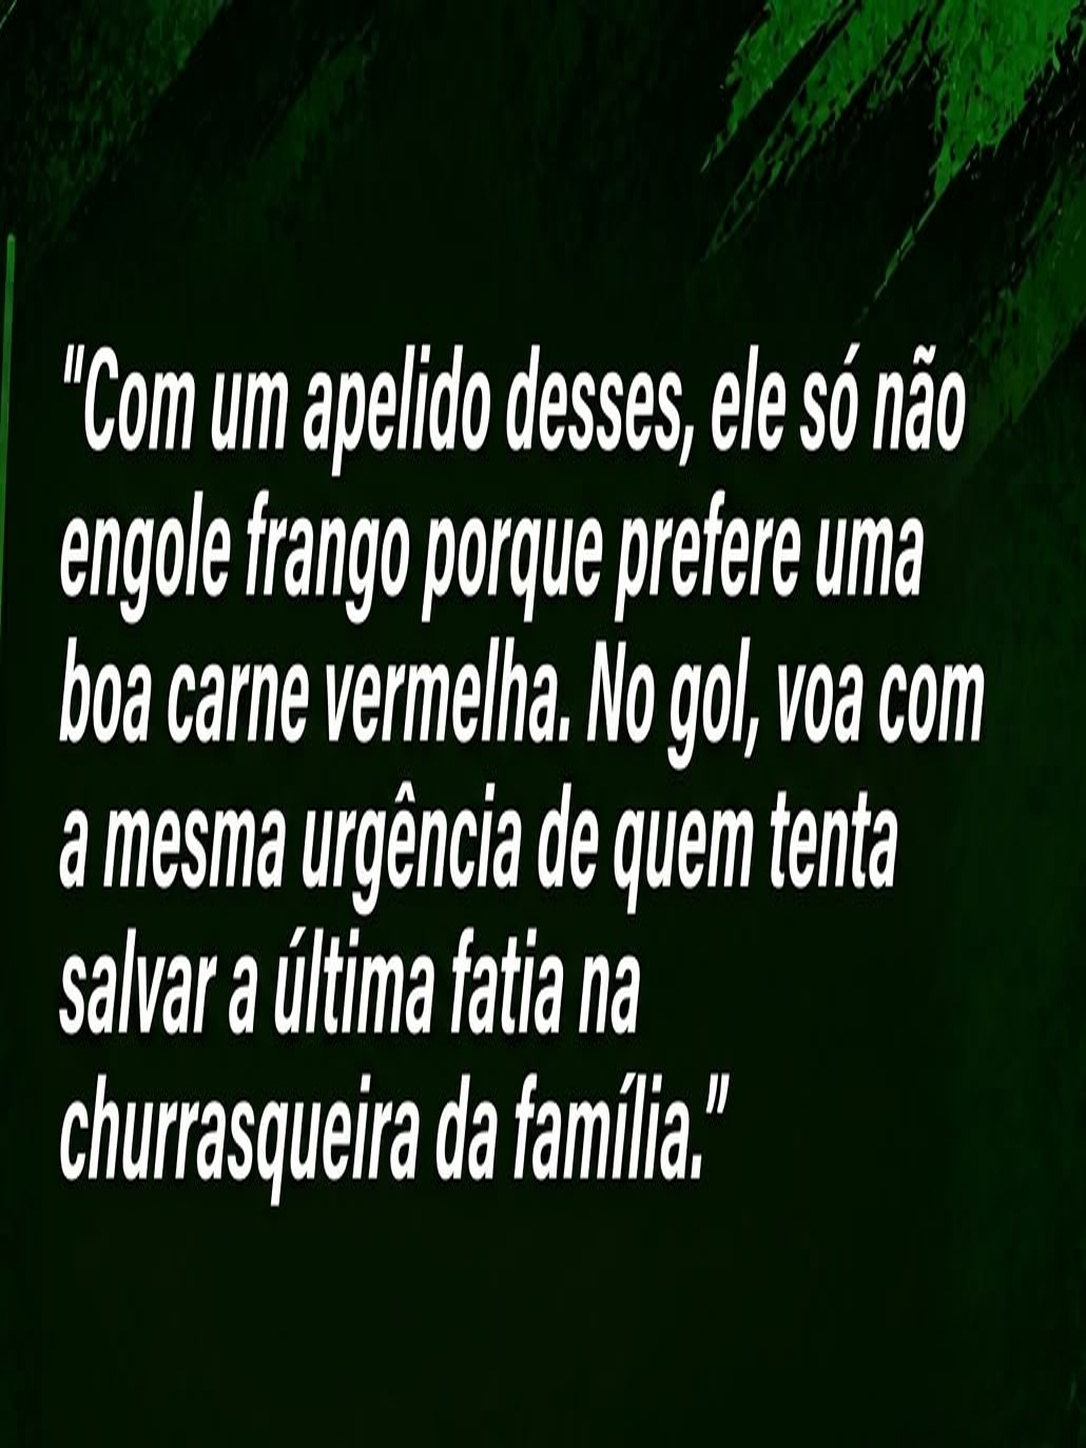 "Com um apelido desses, ele só não
engole frango porque prefere uma
boa carne vermelha. No gol, voa com
a mesma urgência de quem tenta
salvar a última fatia na
churrasqueira da família."